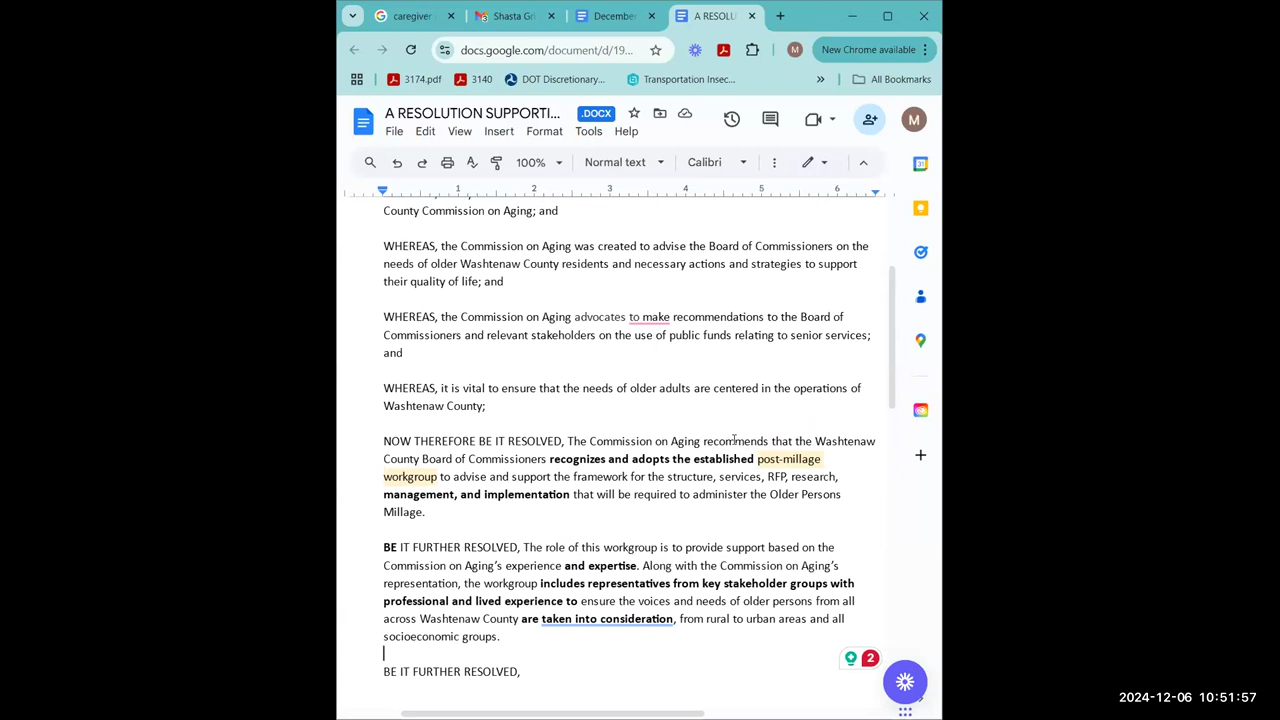 caregiver
Shasta Gri
December
A RESOLU
docs.google.com/document/d/19...
M
New Chrome available
3174.pdf
3140
DOT Discretionary...
Transportation Insec...
»
All Bookmarks
A RESOLUTION SUPPORTI...
.DOCX
File Edit View Insert Format Tools Help
M
100%
Normal text
Calibri
1 2 3 4 5 6
County Commission on Aging; and
WHEREAS, the Commission on Aging was created to advise the Board of Commissioners on the
needs of older Washtenaw County residents and necessary actions and strategies to support
their quality of life; and
WHEREAS, the Commission on Aging advocates to make recommendations to the Board of
Commissioners and relevant stakeholders on the use of public funds relating to senior services;
and
WHEREAS, it is vital to ensure that the needs of older adults are centered in the operations of
Washtenaw County;
NOW THEREFORE BE IT RESOLVED, The Commission on Aging recommends that the Washtenaw
County Board of Commissioners recognizes and adopts the established post-millage
workgroup to advise and support the framework for the structure, services, RFP, research,
management, and implementation that will be required to administer the Older Persons
Millage.
BE IT FURTHER RESOLVED, The role of this workgroup is to provide support based on the
Commission on Aging's experience and expertise. Along with the Commission on Aging's
representation, the workgroup includes representatives from key stakeholder groups with
professional and lived experience to ensure the voices and needs of older persons from all
across Washtenaw County are taken into consideration, from rural to urban areas and all
socioeconomic groups.
2
BE IT FURTHER RESOLVED,
2024-12-06 10:51:57